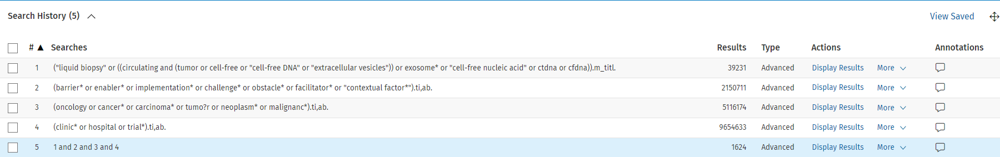 Search History (5)
View Saved
# ▲ Searches Results Type Actions Annotations
1 ("liquid biopsy" or ((circulating and (tumor or cell-free or "cell-free DNA" or "extracellular vesicles")) or exosome* or "cell-free nucleic acid" or ctdna or cfdna)).m_titl. 39231 Advanced Display Results More
2 (barrier* or enabler* or implementation* or challenge* or obstacle* or facilitator* or "contextual factor*").ti,ab. 2150711 Advanced Display Results More
3 (oncology or cancer* or carcinoma* or tumo?r or neoplasm* or malignanc*).ti,ab. 5116174 Advanced Display Results More
4 (clinic* or hospital or trial*).ti,ab. 9654633 Advanced Display Results More
5 1 and 2 and 3 and 4 1624 Advanced Display Results More